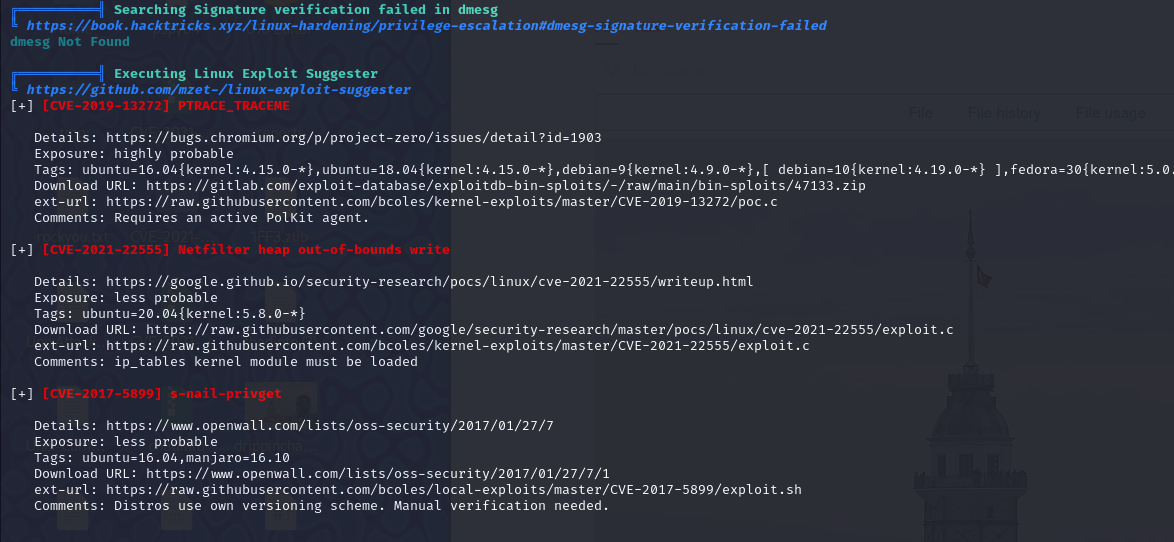 Searching Signature verification failed in dmesg
https://book.hacktricks.xyz/linux-hardening/privilege-escalation#dmesg-signature-verification-failed
dmesg Not Found
Executing Linux Exploit Suggester
https://github.com/mzet-/linux-exploit-suggester
[+] [CVE-2019-13272] PTRACE_TRACEME
Details: https://bugs.chromium.org/p/project-zero/issues/detail?id=1903
Exposure: highly probable
Tags: ubuntu=16.04{kernel:4.15.0-*},ubuntu=18.04{kernel:4.15.0-*},debian=9{kernel:4.9.0-*},[ debian=10{kernel:4.19.0-*} ],fedora=30{kernel:5.0.
Download URL: https://gitlab.com/exploit-database/exploitdb-bin-sploits/-/raw/main/bin-sploits/47133.zip
ext-url: https://raw.githubusercontent.com/bcoles/kernel-exploits/master/CVE-2019-13272/poc.c
Comments: Requires an active PolKit agent.
[+] [CVE-2021-22555] Netfilter heap out-of-bounds write
Details: https://google.github.io/security-research/pocs/linux/cve-2021-22555/writeup.html
Exposure: less probable
Tags: ubuntu=20.04{kernel:5.8.0-*}
Download URL: https://raw.githubusercontent.com/google/security-research/master/pocs/linux/cve-2021-22555/exploit.c
ext-url: https://raw.githubusercontent.com/bcoles/kernel-exploits/master/CVE-2021-22555/exploit.c
Comments: ip_tables kernel module must be loaded
[+] [CVE-2017-5899] s-nail-privget
Details: https://www.openwall.com/lists/oss-security/2017/01/27/7
Exposure: less probable
Tags: ubuntu=16.04,manjaro=16.10
Download URL: https://www.openwall.com/lists/oss-security/2017/01/27/7/1
ext-url: https://raw.githubusercontent.com/bcoles/local-exploits/master/CVE-2017-5899/exploit.sh
Comments: Distros use own versioning scheme. Manual verification needed.
File File history File usage